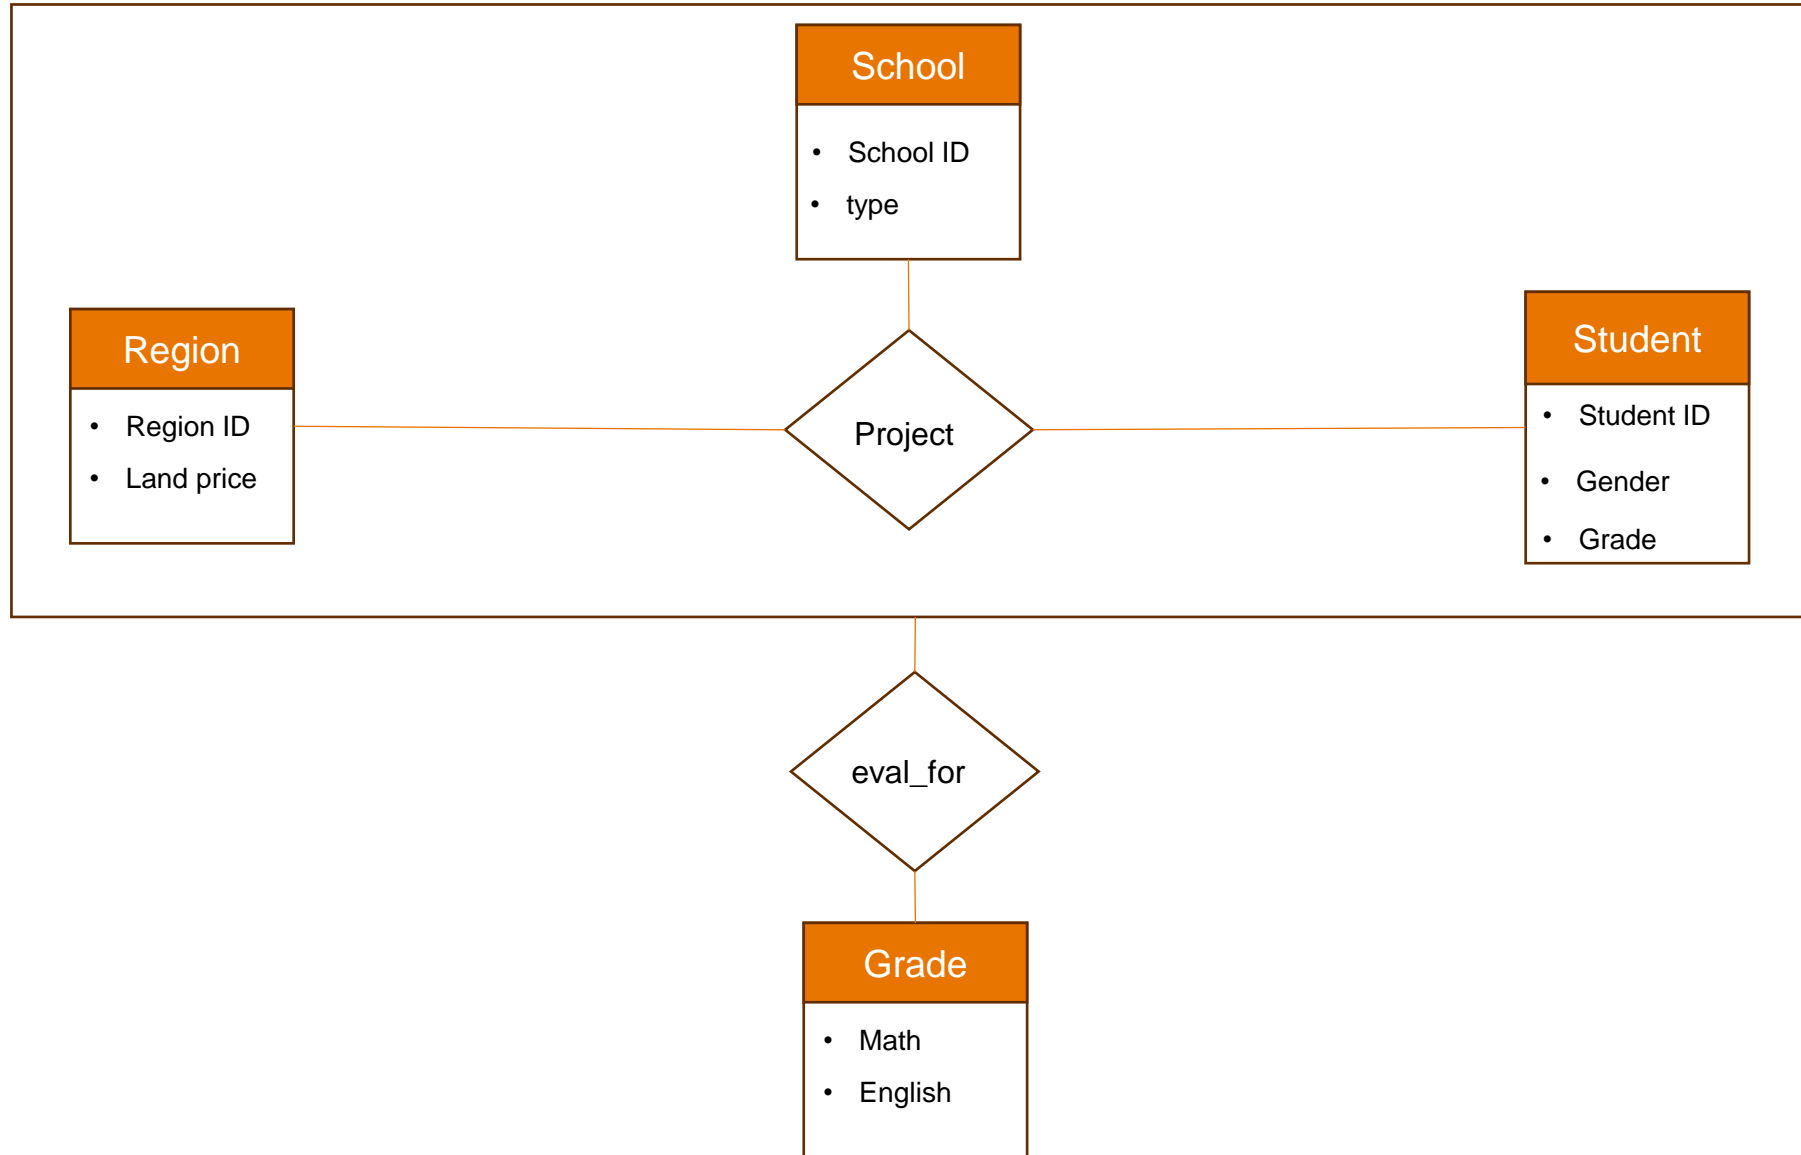 School
• School ID
• type
Region
• Region ID
• Land price
Project
Student
• Student ID
• Gender
• Grade
eval_for
Grade
• Math
• English